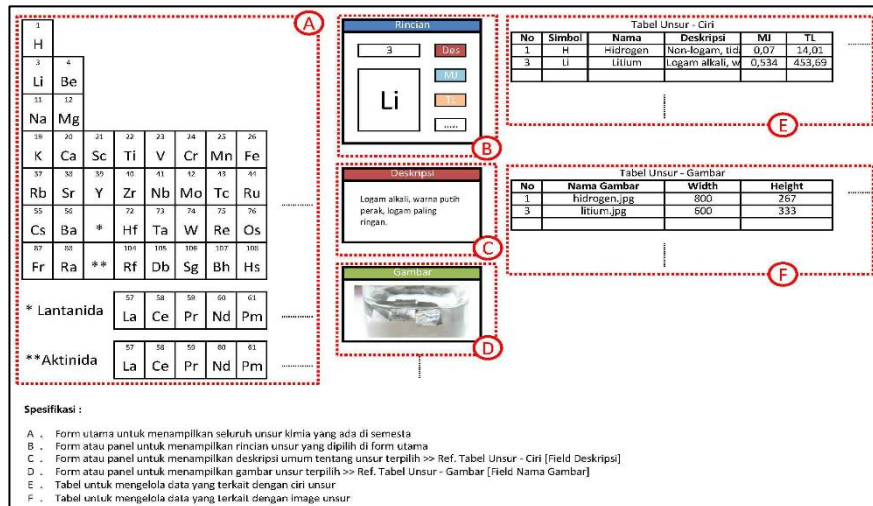 A
1
H
3 4
Li Be
11 12
Na Mg
19 20 21 22 23 24 25 26
K Ca Sc Ti V Cr Mn Fe
37 38 39 40 41 42 43 44
Rb Sr Y Zr Nb Mo Tc Ru
55 56 72 73 74 75 76
Cs Ba * Hf Ta W Re Os
87 88 104 105 106 107 108
Fr Ra ** Rf Db Sg Bh Hs
57 58 59 60 61
* Lantanida La Ce Pr Nd Pm
57 58 59 60 61
**Aktinida La Ce Pr Nd Pm
Rincian
3 Des
MJ
Li
TL
.....
B
Deskripsi
Logam alkali, warna putih
perak, logam paling
ringan.
C
Gambar
D
Tabel Unsur - Ciri
No Simbol Nama Deskripsi MJ TL
1 H Hidrogen Non-logam, tid 0,07 14,01
3 Li Litium Logam alkali, w 0,534 453,69
E
Tabel Unsur - Gambar
No Nama Gambar Width Height
1 hidrogen.jpg 800 267
3 litium.jpg 600 333
F
Spesifikasi :
A . Form utama untuk menampilkan seluruh unsur kimia yang ada di semesta
B . Form atau panel untuk menampilkan rincian unsur yang dipilih di form utama
C . Form atau panel untuk menampilkan deskripsi umum tentang unsur terpilih >> Ref. Tabel Unsur - Ciri [Field Deskripsi]
D . Form atau panel untuk menampilkan gambar unsur terpilih >> Ref. Tabel Unsur - Gambar [Field Nama Gambar]
E . Tabel untuk mengelola data yang terkait dengan ciri unsur
F . Tabel untuk mengelola data yang terkait dengan image unsur